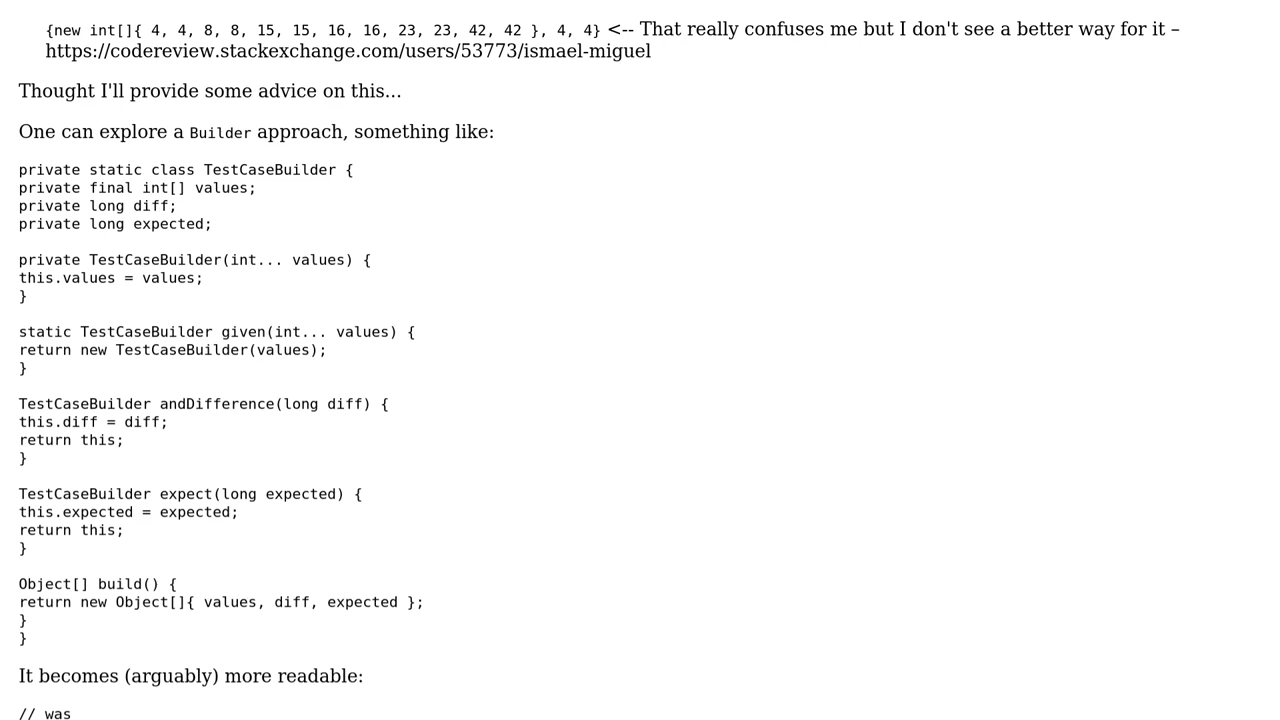 {new int[]{ 4, 4, 8, 8, 15, 15, 16, 16, 23, 23, 42, 42 }, 4, 4} <-- That really confuses me but I don't see a better way for it –
https://codereview.stackexchange.com/users/53773/ismael-miguel
Thought I'll provide some advice on this...
One can explore a Builder approach, something like:
private static class TestCaseBuilder {
private final int[] values;
private long diff;
private long expected;
private TestCaseBuilder(int... values) {
this.values = values;
}
static TestCaseBuilder given(int... values) {
return new TestCaseBuilder(values);
}
TestCaseBuilder andDifference(long diff) {
this.diff = diff;
return this;
}
TestCaseBuilder expect(long expected) {
this.expected = expected;
return this;
}
Object[] build() {
return new Object[]{ values, diff, expected };
}
}
It becomes (arguably) more readable:
// was